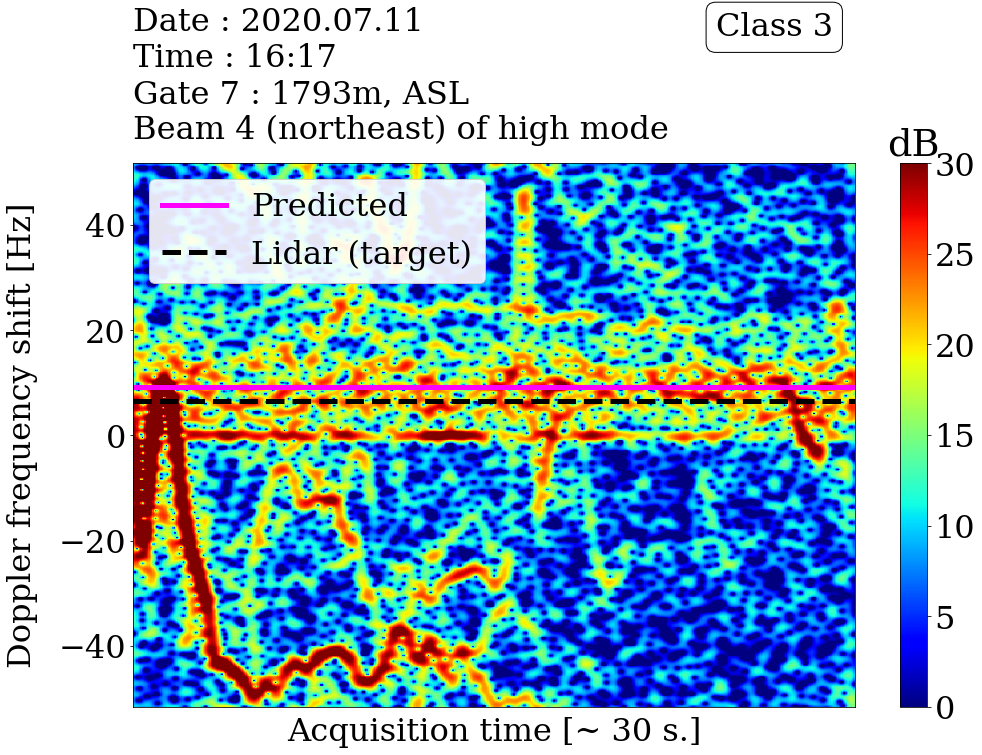 Date : 2020.07.11
Time : 16:17
Gate 7 : 1793m, ASL
Beam 4 (northeast) of high mode
Class 3
dB
Predicted
Lidar (target)
Doppler frequency shift [Hz]
40
20
0
−20
−40
Acquisition time [~ 30 s.]
30
25
20
15
10
5
0